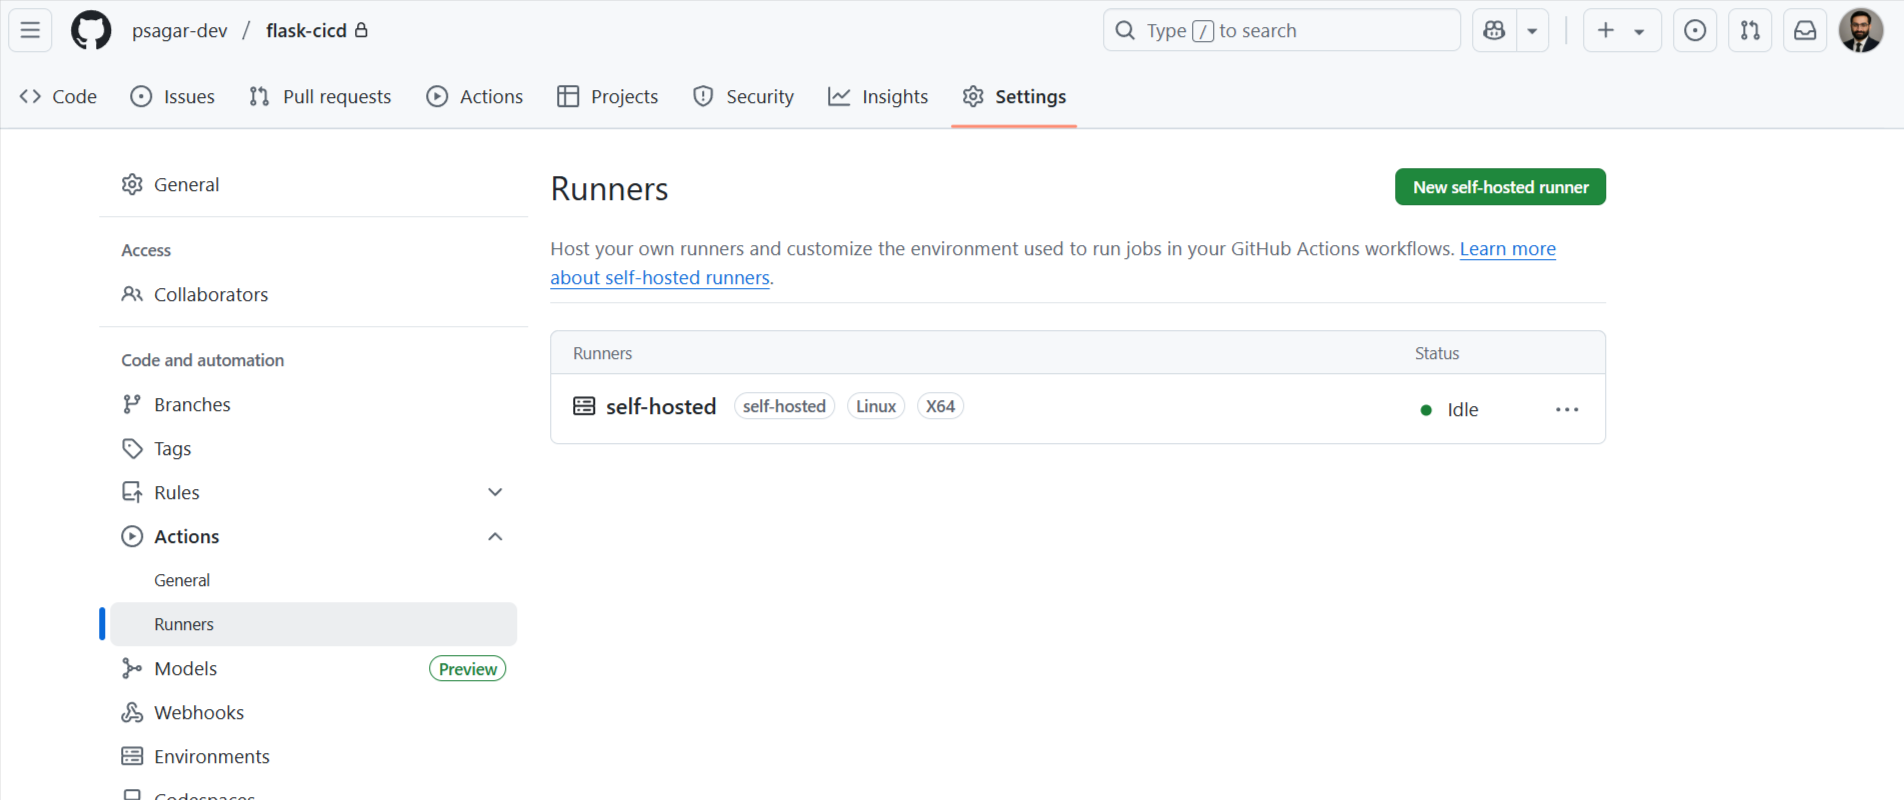 psagar-dev / flask-cicd
Type / to search
Code
Issues
Pull requests
Actions
Projects
Security
Insights
Settings
General
Access
Collaborators
Code and automation
Branches
Tags
Rules
Actions
General
Runners
Models
Preview
Webhooks
Environments
Codespaces
Runners
New self-hosted runner
Host your own runners and customize the environment used to run jobs in your GitHub Actions workflows. Learn more
about self-hosted runners.
Runners Status
self-hosted self-hosted Linux X64 Idle